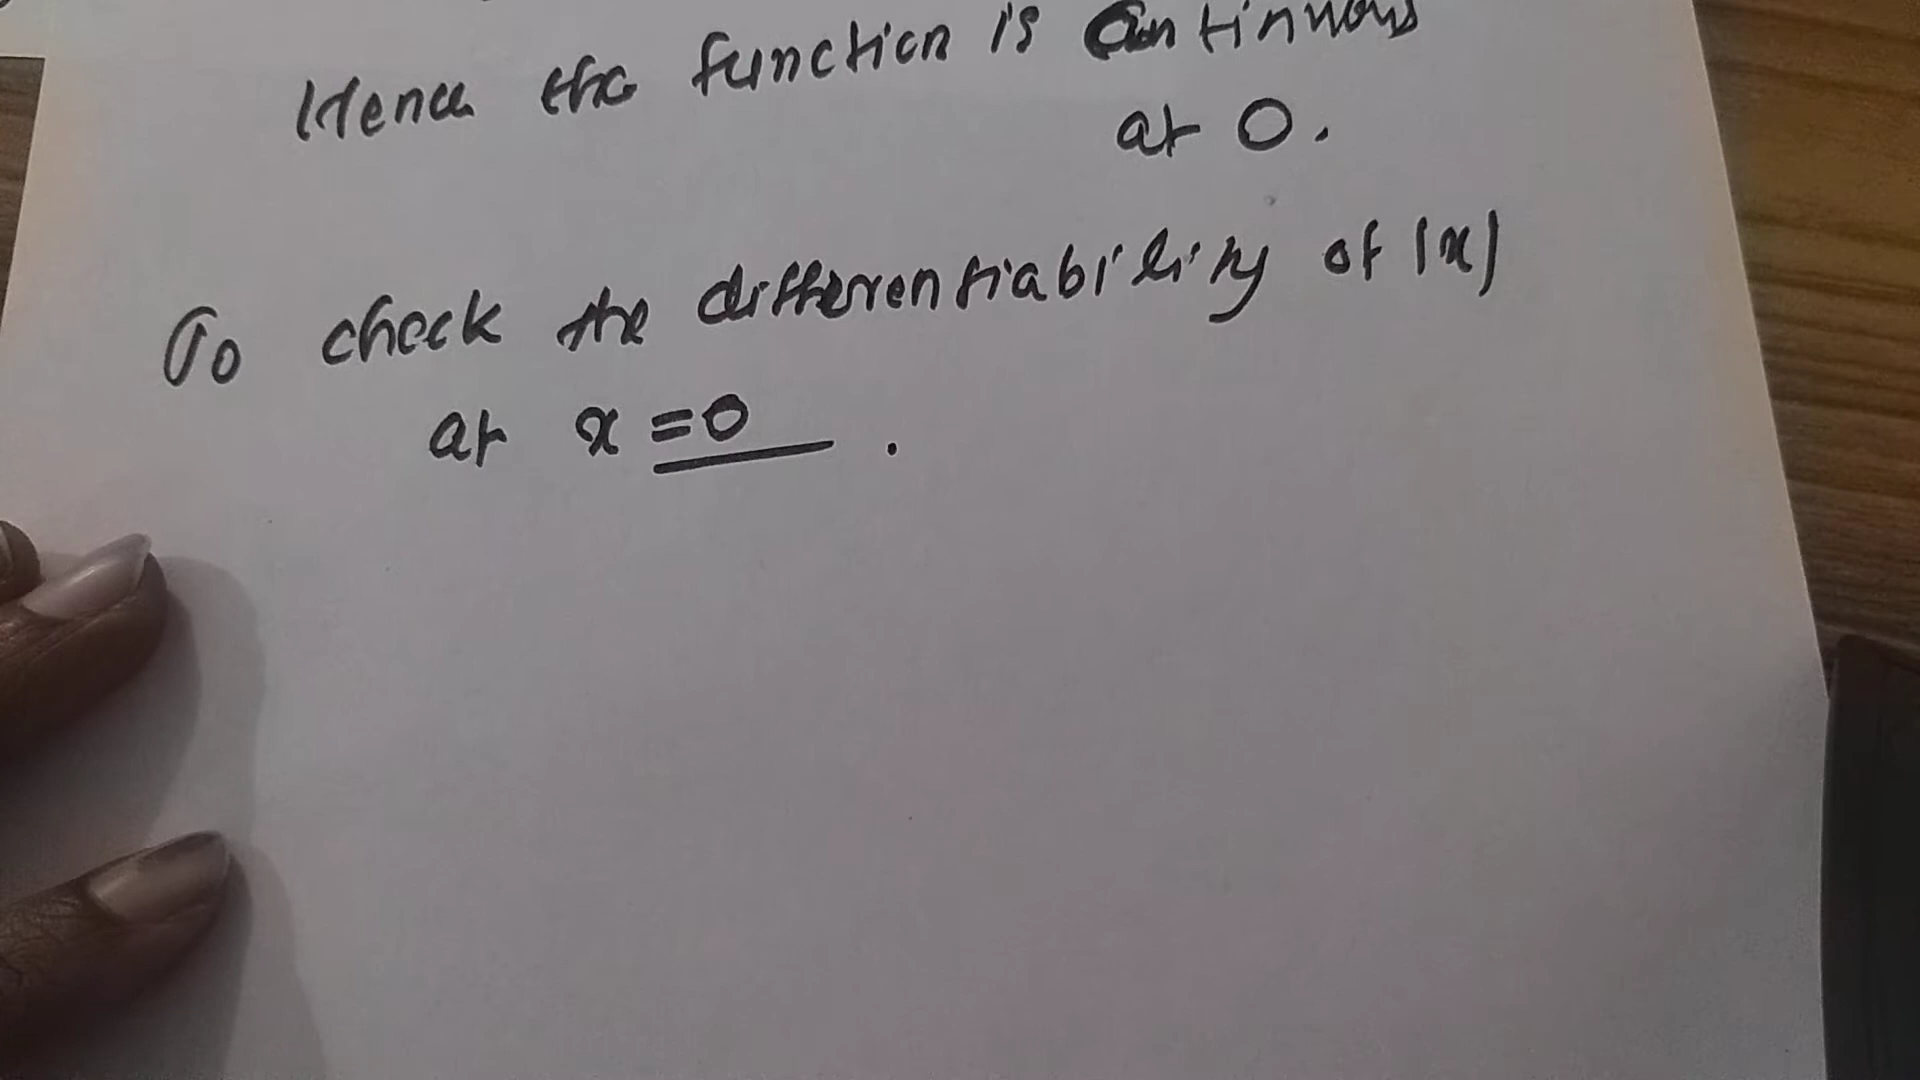 Hence the function is Continuous
at 0.
To check the differentiability of |x|
at x = 0 .